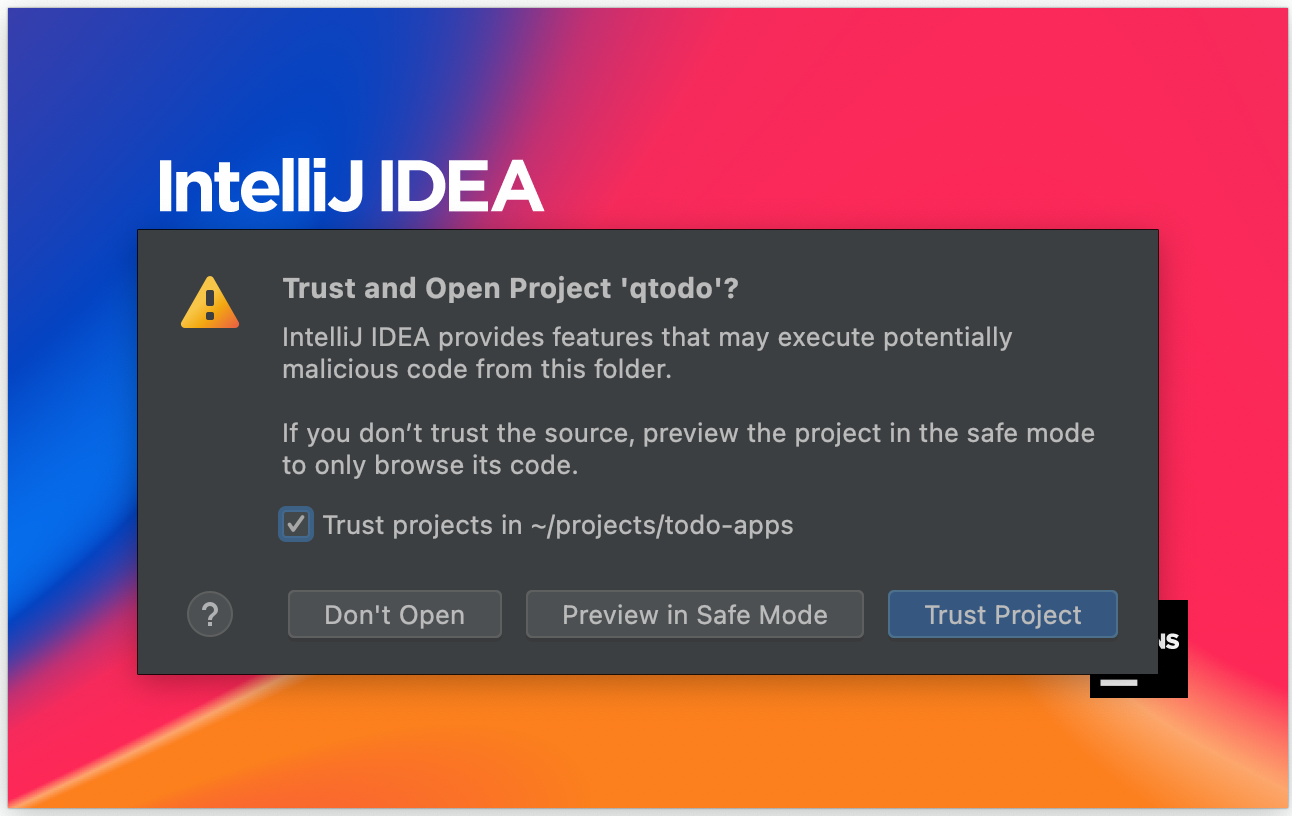 IntelliJ IDEA
Trust and Open Project 'qtodo'?
IntelliJ IDEA provides features that may execute potentially
malicious code from this folder.
If you don’t trust the source, preview the project in the safe mode
to only browse its code.
Trust projects in ~/projects/todo-apps
?
Don't Open
Preview in Safe Mode
Trust Project